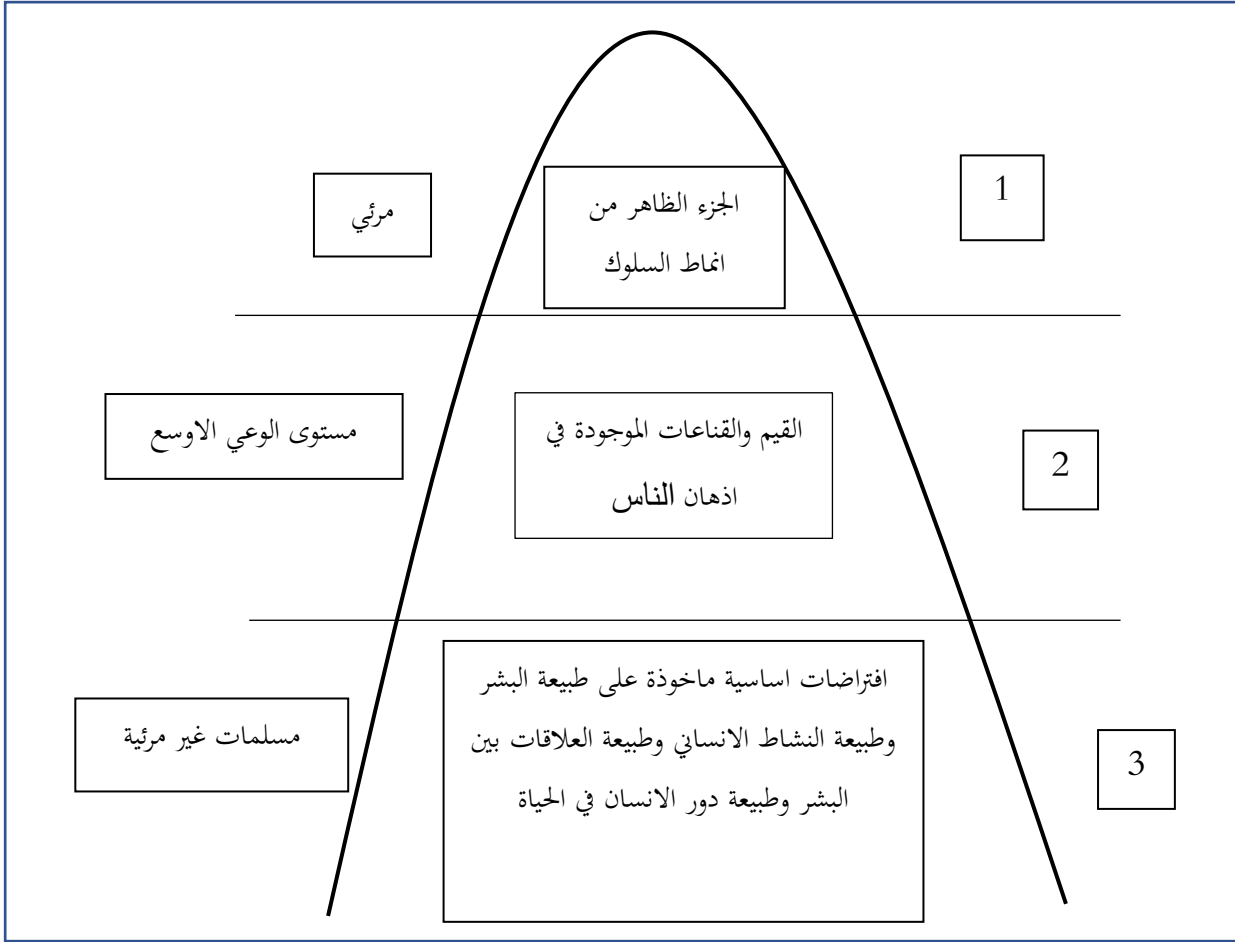 1
الجزء الظاهر من
انماط السلوك
مرئي
2
القيم والقناعات الموجودة في
اذهان الناس
مستوى الوعي الاوسع
3
افتراضات اساسية ماخوذة على طبيعة البشر
وطبيعة النشاط الانساني وطبيعة العلاقات بين
البشر وطبيعة دور الانسان في الحياة
مسلمات غير مرئية